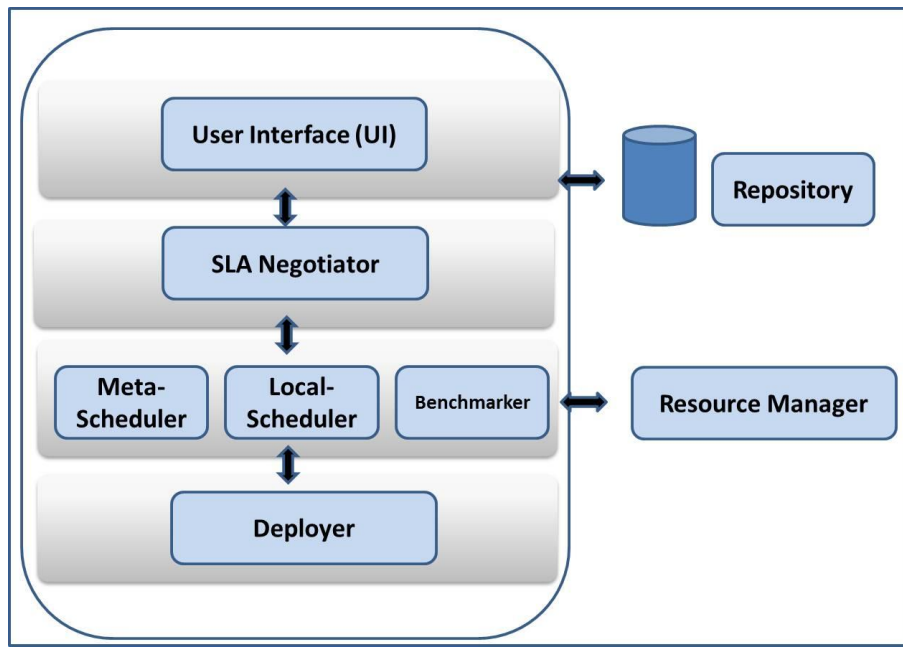 User Interface (UI)
Repository
SLA Negotiator
Meta-
Scheduler
Local-
Scheduler
Benchmarker
Resource Manager
Deployer